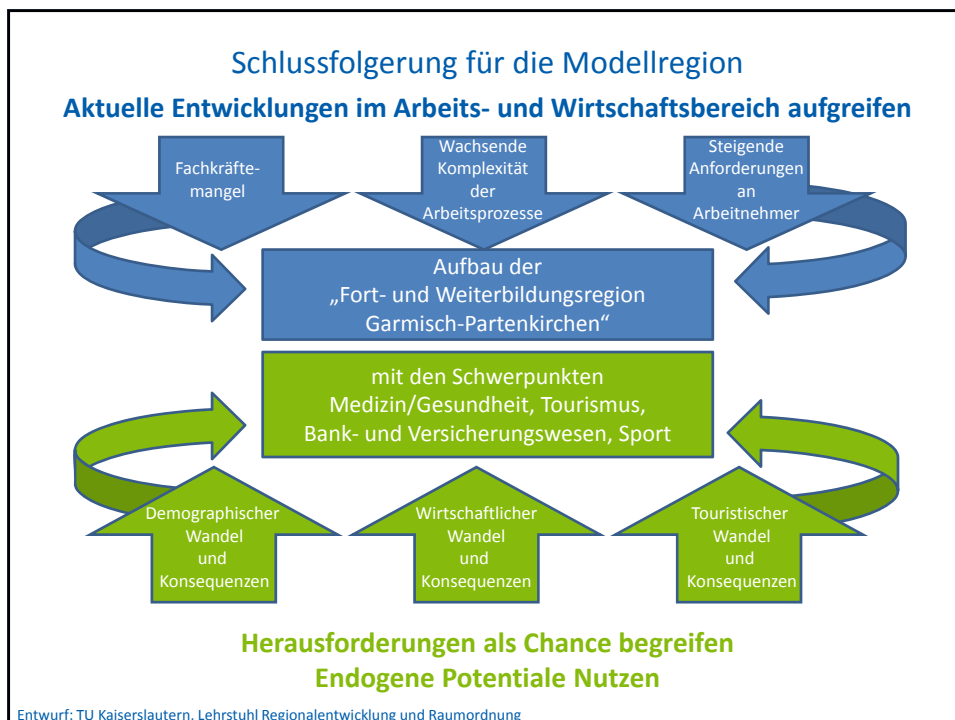 Schlussfolgerung für die Modellregion
Aktuelle Entwicklungen im Arbeits- und Wirtschaftsbereich aufgreifen
Fachkräfte-
mangel
Wachsende
Komplexität
der
Arbeitsprozesse
Steigende
Anforderungen
an
Arbeitnehmer
Aufbau der
„Fort- und Weiterbildungsregion
Garmisch-Partenkirchen“
mit den Schwerpunkten
Medizin/Gesundheit, Tourismus,
Bank- und Versicherungswesen, Sport
Demographischer
Wandel
und
Konsequenzen
Wirtschaftlicher
Wandel
und
Konsequenzen
Touristischer
Wandel
und
Konsequenzen
Herausforderungen als Chance begreifen
Endogene Potentiale Nutzen
Entwurf: TU Kaiserslautern, Lehrstuhl Regionalentwicklung und Raumordnung